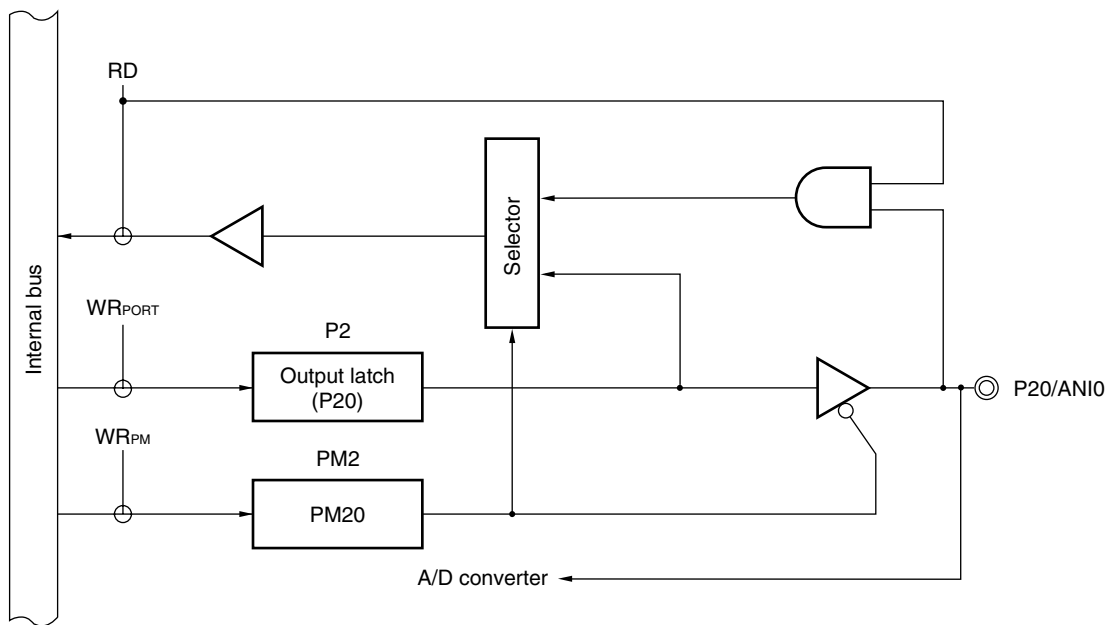 RD
Selector
Internal bus
WRPORT
P2
Output latch
(P20)
P20/ANI0
WRPM
PM2
PM20
A/D converter